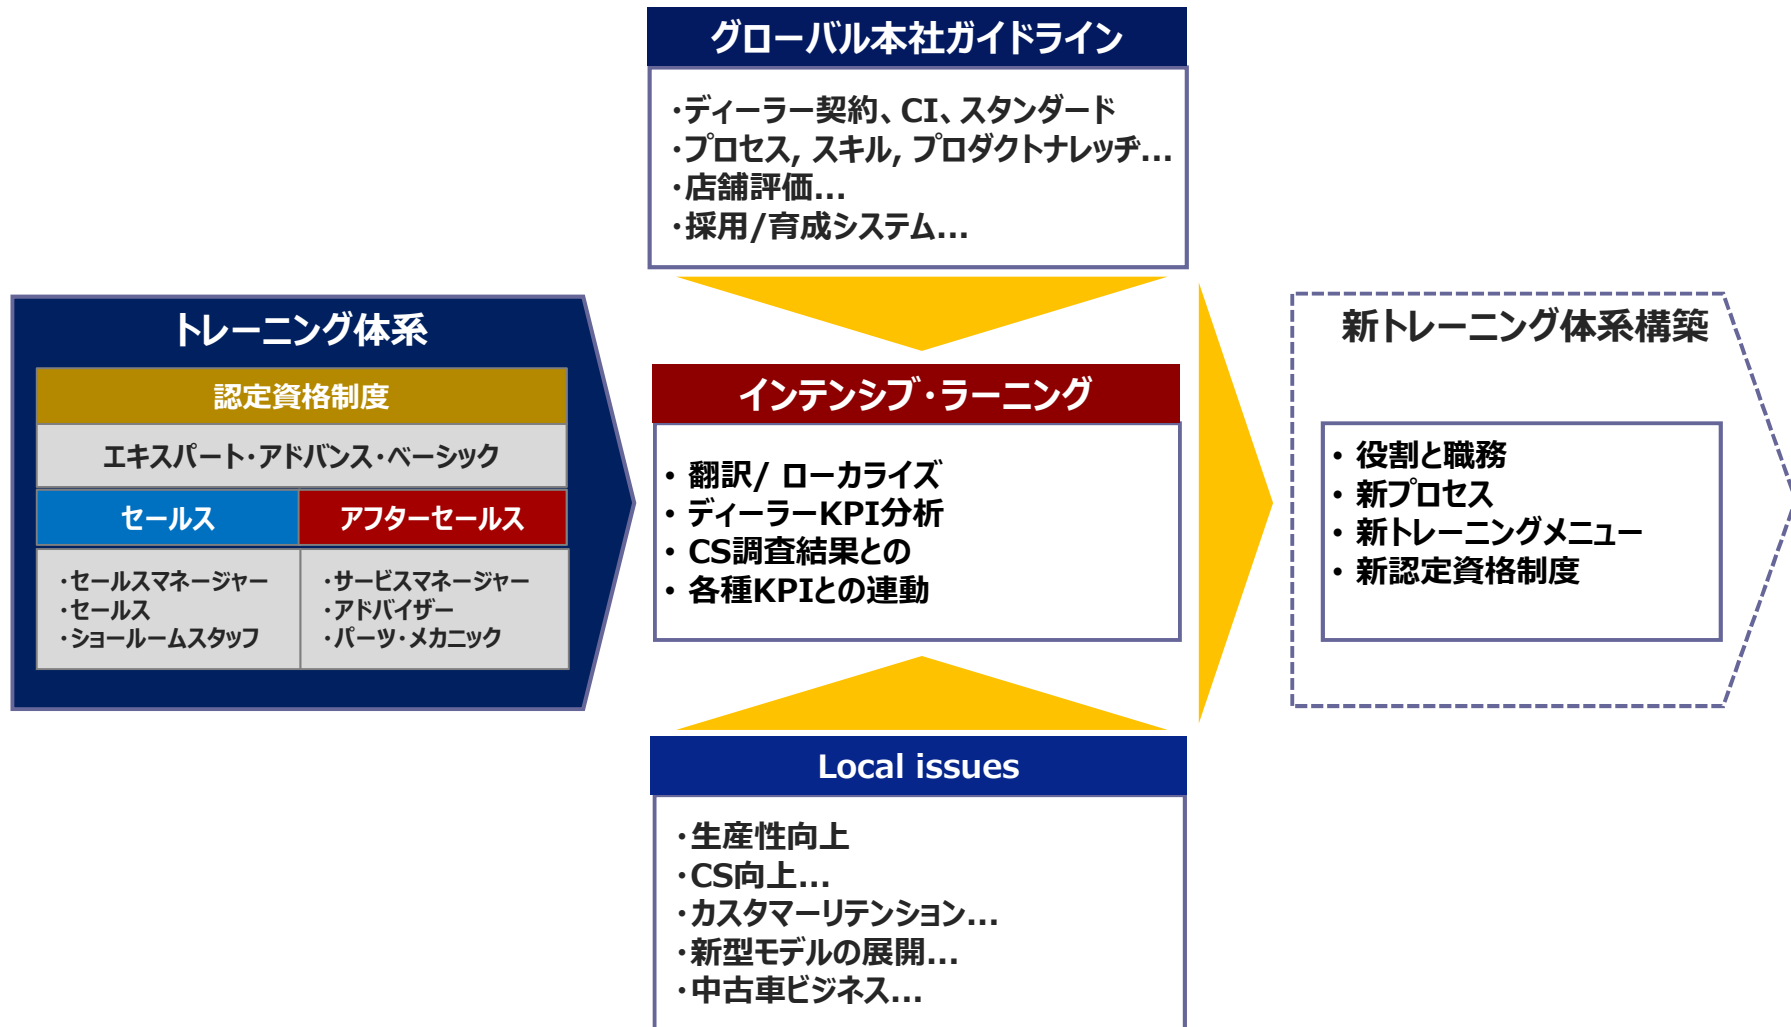 グローバル本社ガイドライン
・ディーラー契約、CI、スタンダード
・プロセス, スキル, プロダクトナレッヂ...
・店舗評価...
・採用/育成システム...
トレーニング体系
認定資格制度
エキスパート・アドバンス・ベーシック
セールス
アフターセールス
・セールスマネージャー
・セールス
・ショールームスタッフ
・サービスマネージャー
・アドバイザー
・パーツ・メカニック
インテンシブ・ラーニング
• 翻訳/ ローカライズ
• ディーラーKPI分析
• CS調査結果との
• 各種KPIとの連動
Local issues
・生産性向上
・CS向上...
・カスタマーリテンション...
・新型モデルの展開...
・中古車ビジネス...
新トレーニング体系構築
• 役割と職務
• 新プロセス
• 新トレーニングメニュー
• 新認定資格制度